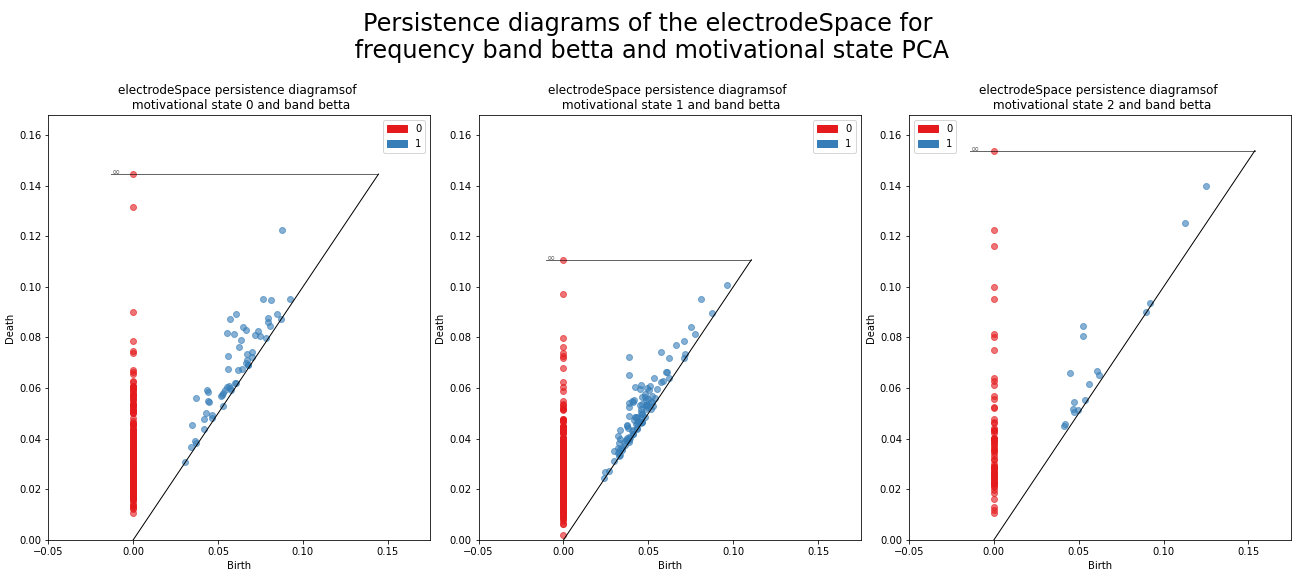 Persistence diagrams of the electrodeSpace for
frequency band betta and motivational state PCA
electrodeSpace persistence diagramsof
motivational state 0 and band betta
0
1
∞
0.16
0.14
0.12
0.10
0.08
0.06
0.04
0.02
0.00
Death
−0.05 0.00 0.05 0.10 0.15
Birth
electrodeSpace persistence diagramsof
motivational state 1 and band betta
0
1
∞
0.16
0.14
0.12
0.10
0.08
0.06
0.04
0.02
0.00
Death
−0.05 0.00 0.05 0.10 0.15
Birth
electrodeSpace persistence diagramsof
motivational state 2 and band betta
0
1
∞
0.16
0.14
0.12
0.10
0.08
0.06
0.04
0.02
0.00
Death
−0.05 0.00 0.05 0.10 0.15
Birth